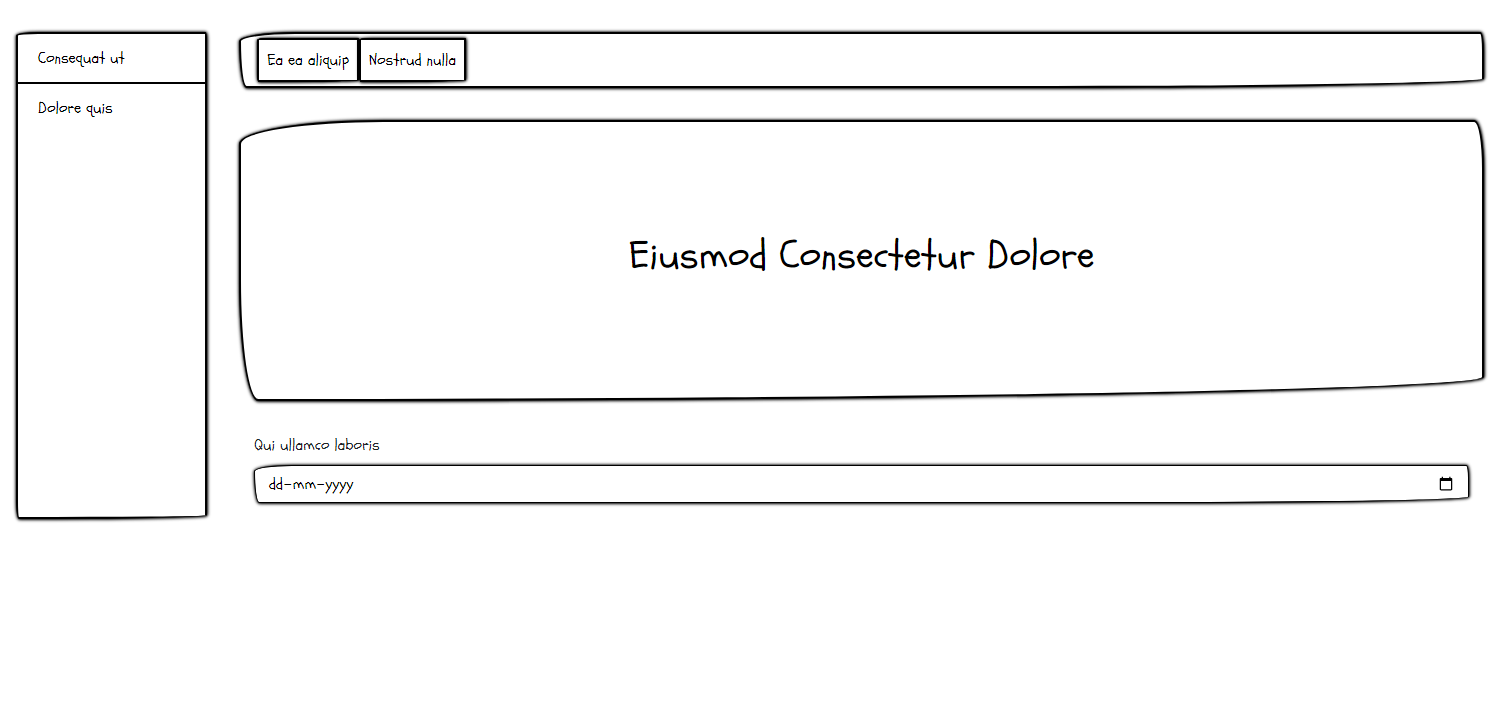 Consequat ut
Dolore quis
Ea ea aliquip
Nostrud nulla
Eiusmod Consectetur Dolore
Qui ullamco laboris
dd-mm-yyyy